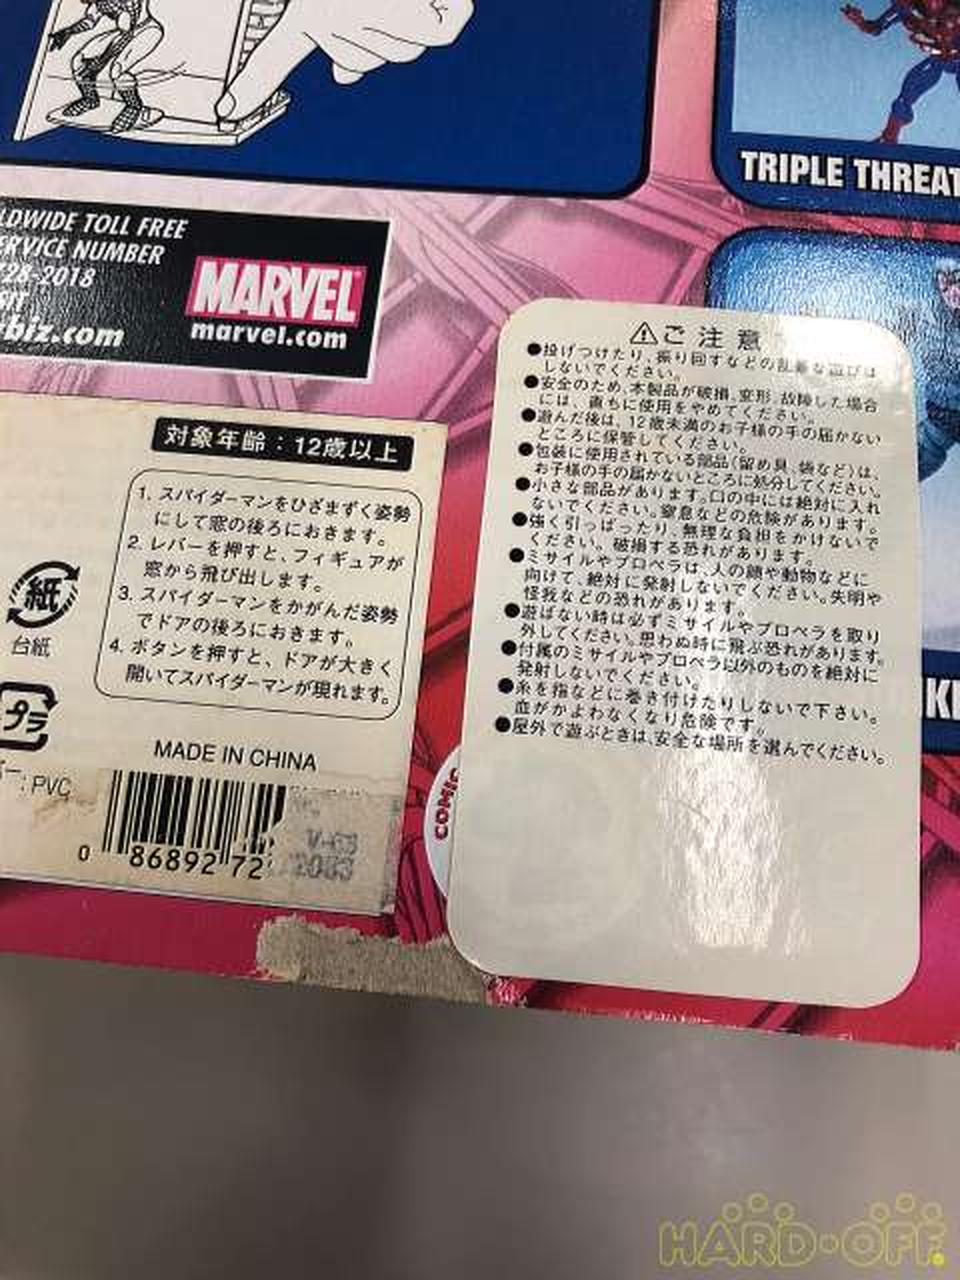 TRIPLE THREAT
LDWIDE TOLL FREE
ERVICE NUMBER
28-2018
biz.com
MARVEL
marvel.com
対象年齢：12歳以上
1. スパイダーマンをひざまずく姿勢
にして窓の後ろにおきます。
2. レバーを押すと、フィギュアが
窓から飛び出します。
3. スパイダーマンをかがんだ姿勢
でドアの後ろにおきます。
4. ボタンを押すと、ドアが大きく
開いてスパイダーマンが現れます。
紙
台紙
プラ
PVC
MADE IN CHINA
0 86892 72
COMIC
⚠ご注意
●投げつけたり、振り回すなどの乱暴な遊びは
しないでください。
●安全のため、本製品が破損、変形、故障した場合
には、直ちに使用をやめてください。
●遊んだ後は、12歳未満のお子様の手の届かない
ところに保管してください。
●包装に使用されている部品(留め具、袋など)は、
お子様の手の届かないところに処分してください。
●小さな部品があります。口の中には絶対に入れ
ないでください。窒息などの危険があります。
●強く引っぱったり、無理な負担をかけないで
ください。破損する恐れがあります。
●ミサイルやプロペラは、人の顔や動物などに
向けて、絶対に発射しないでください。失明や
怪我などの恐れがあります。
●遊ばない時は必ずミサイルやプロペラを取り
外してください。思わぬ時に飛ぶ恐れがあります。
●付属のミサイルやプロペラ以外のものを絶対に
発射しないでください。
●糸を指などに巻き付けたりしないで下さい。
血がかよわなくなり危険です。
●屋外で遊ぶときは、安全な場所を選んでください。
HARD・OFF